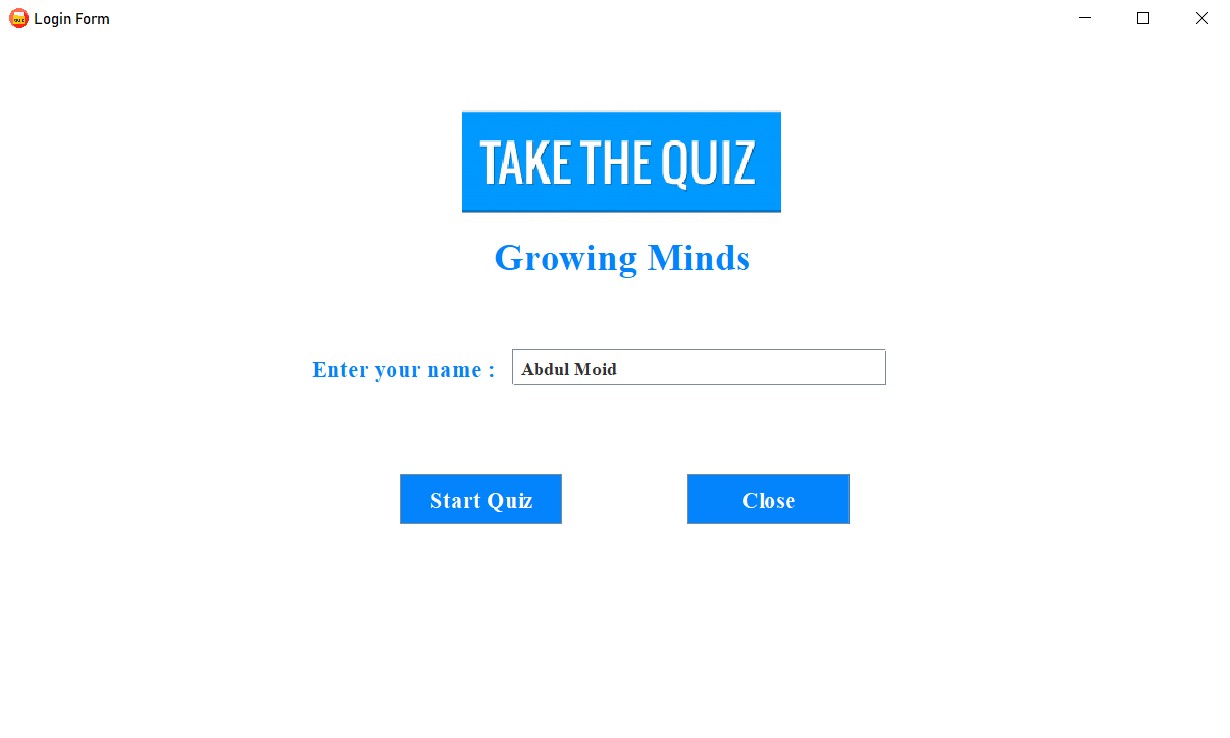 Login Form
TAKE THE QUIZ
Growing Minds
Enter your name : Abdul Moid
Start Quiz Close